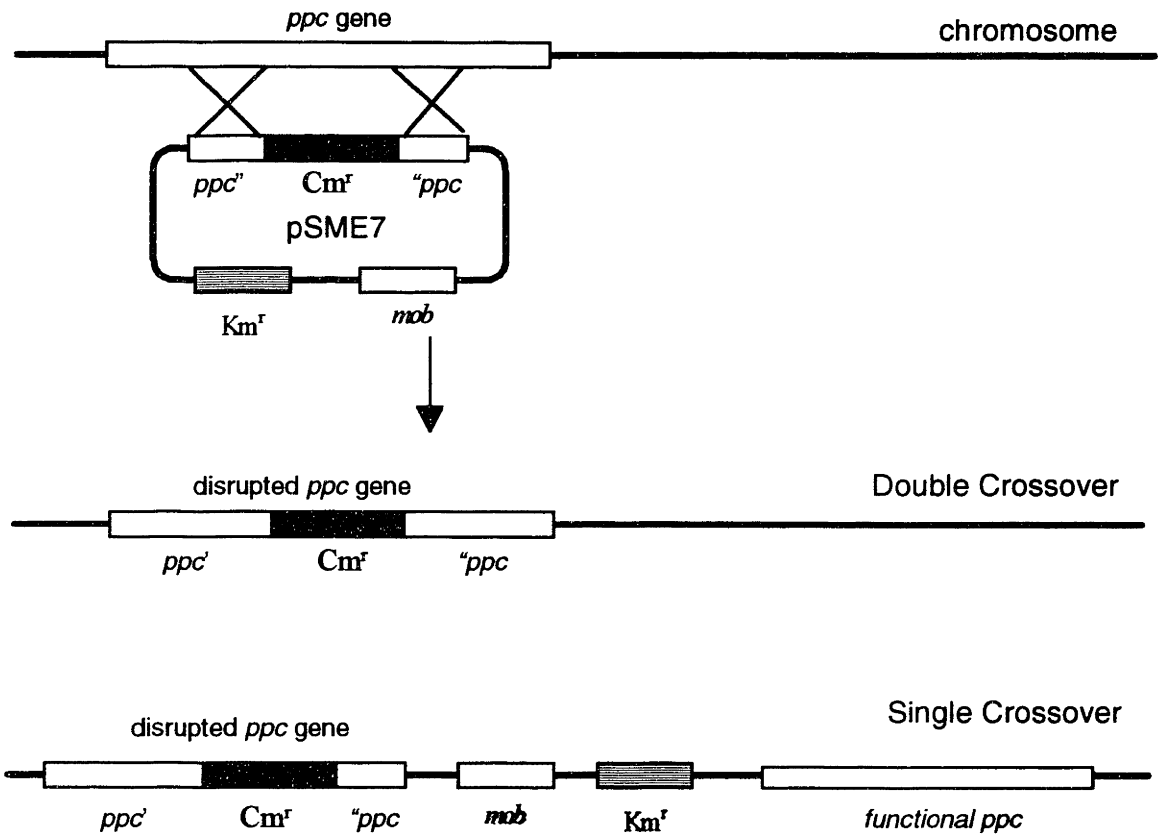 ppc gene
chromosome
ppc" Cmʳ "ppc
pSME7
Kmʳ mob
disrupted ppc gene
Double Crossover
ppc' Cmʳ "ppc
Single Crossover
disrupted ppc gene
ppc' Cmʳ "ppc mob Kmʳ functional ppc